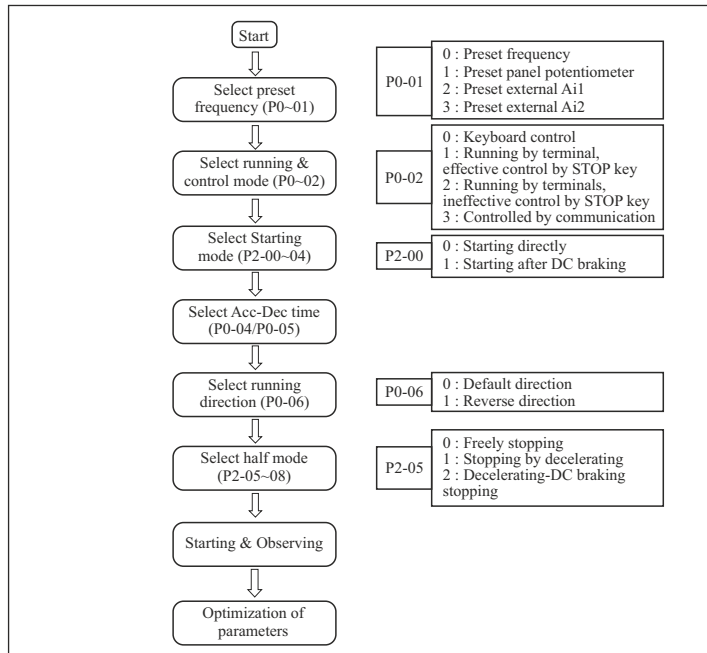 Start
Select preset
frequency (P0~01)
P0-01
0 : Preset frequency
1 : Preset panel potentiometer
2 : Preset external Ai1
3 : Preset external Ai2
Select running &
control mode (P0~02)
P0-02
0 : Keyboard control
1 : Running by terminal,
effective control by STOP key
2 : Running by terminals,
ineffective control by STOP key
3 : Controlled by communication
Select Starting
mode (P2-00~04)
P2-00
0 : Starting directly
1 : Starting after DC braking
Select Acc-Dec time
(P0-04/P0-05)
Select running
direction (P0-06)
P0-06
0 : Default direction
1 : Reverse direction
Select half mode
(P2-05~08)
P2-05
0 : Freely stopping
1 : Stopping by decelerating
2 : Decelerating-DC braking
stopping
Starting & Observing
Optimization of
parameters